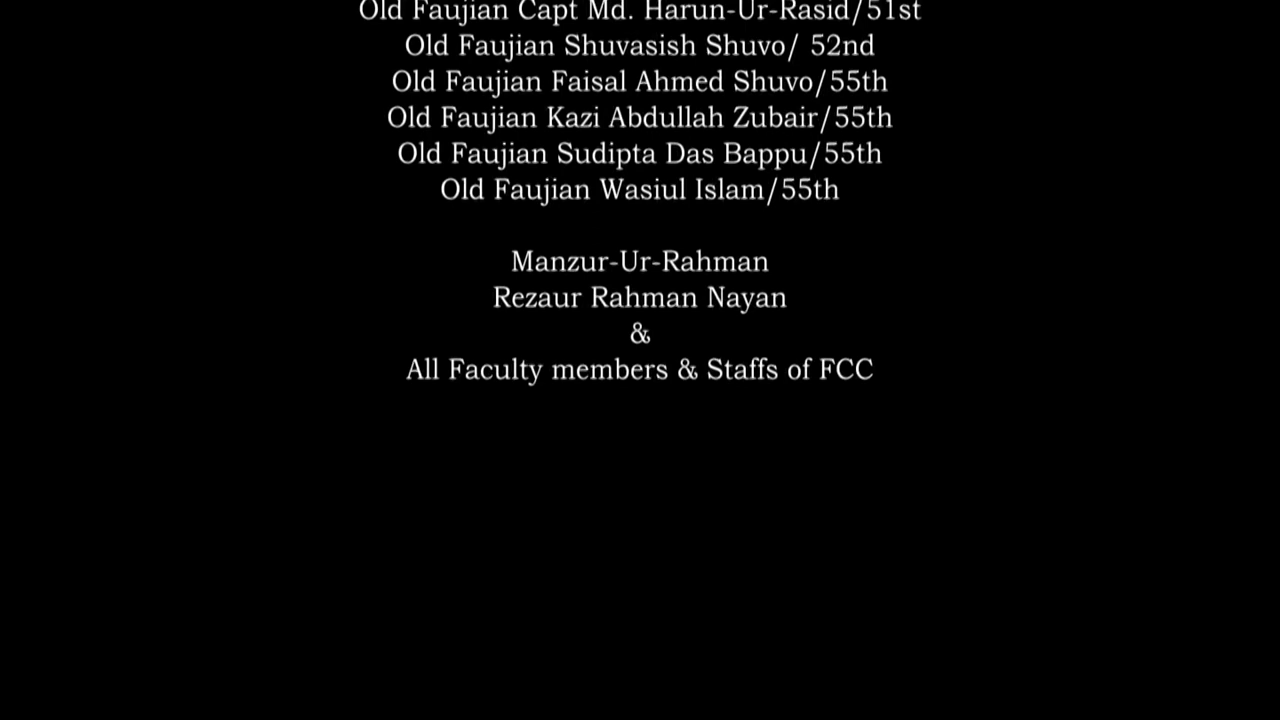 Old Faujian Capt Md. Harun-Ur-Rasid/51st
Old Faujian Shuvasish Shuvo/ 52nd
Old Faujian Faisal Ahmed Shuvo/55th
Old Faujian Kazi Abdullah Zubair/55th
Old Faujian Sudipta Das Bappu/55th
Old Faujian Wasiul Islam/55th
Manzur-Ur-Rahman
Rezaur Rahman Nayan
&
All Faculty members & Staffs of FCC